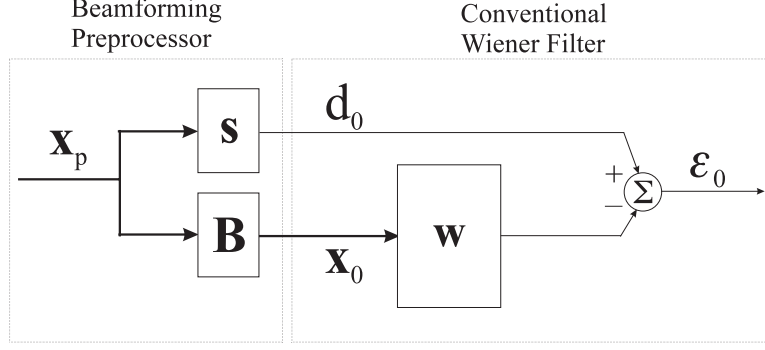 Beamforming
Preprocessor
Conventional
Wiener Filter
x_p
s
d_0
B
x_0
w
+
−
Σ
ε_0